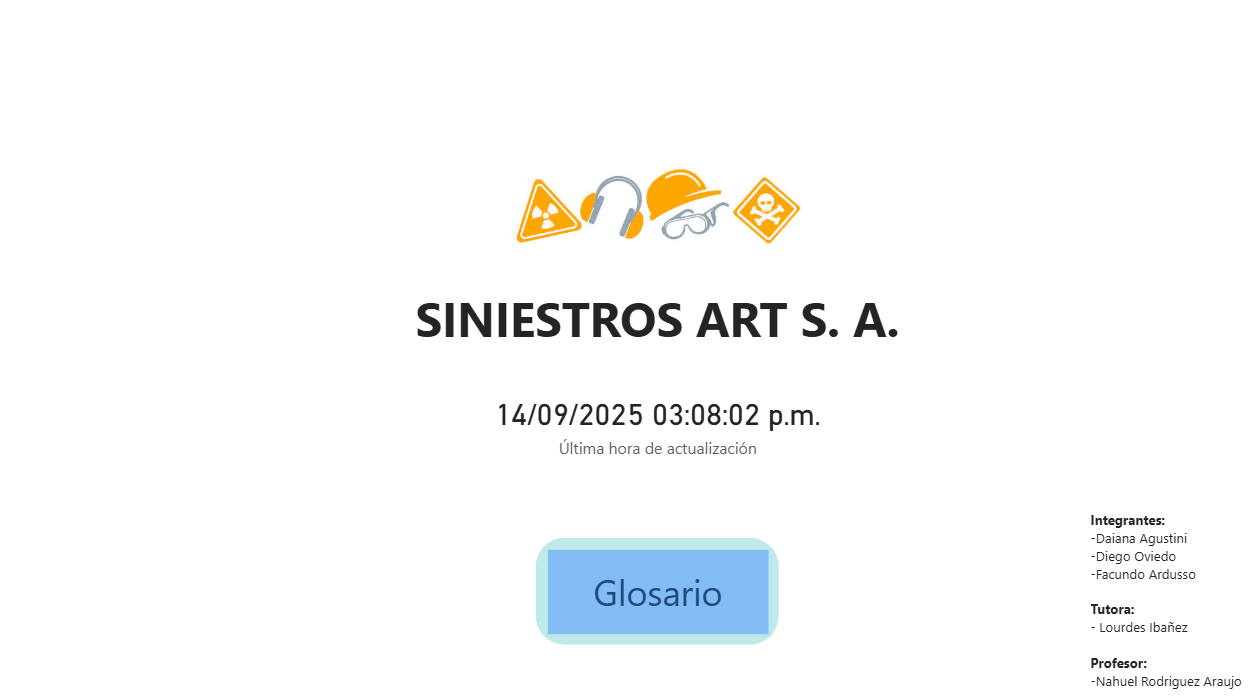 SINIESTROS ART S. A.
14/09/2025 03:08:02 p.m.
Última hora de actualización
Glosario
Integrantes:
-Daiana Agustini
-Diego Oviedo
-Facundo Ardusso
Tutora:
- Lourdes Ibañez
Profesor:
-Nahuel Rodriguez Araujo